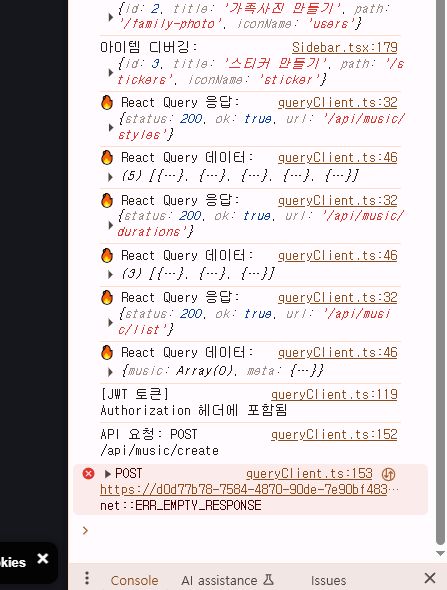 {id: 2, title: '가족사진 만들기', path: '/family-photo', iconName: 'users'}
아이템 디버깅: Sidebar.tsx:179
{id: 3, title: '스티커 만들기', path: '/stickers', iconName: 'sticker'}
🔥 React Query 응답: queryClient.ts:32
{status: 200, ok: true, url: '/api/music/styles'}
🔥 React Query 데이터: queryClient.ts:46
(5) [{…}, {…}, {…}, {…}, {…}]
🔥 React Query 응답: queryClient.ts:32
{status: 200, ok: true, url: '/api/music/durations'}
🔥 React Query 데이터: queryClient.ts:46
(3) [{…}, {…}, {…}]
🔥 React Query 응답: queryClient.ts:32
{status: 200, ok: true, url: '/api/music/list'}
🔥 React Query 데이터: queryClient.ts:46
{music: Array(0), meta: {…}}
[JWT 토큰] queryClient.ts:119
Authorization 헤더에 포함됨
API 요청: POST queryClient.ts:152
/api/music/create
POST queryClient.ts:153
https://d0d77b78-7584-4870-90de-7e90bf483…
net::ERR_EMPTY_RESPONSE
okies
Console AI assistance Issues